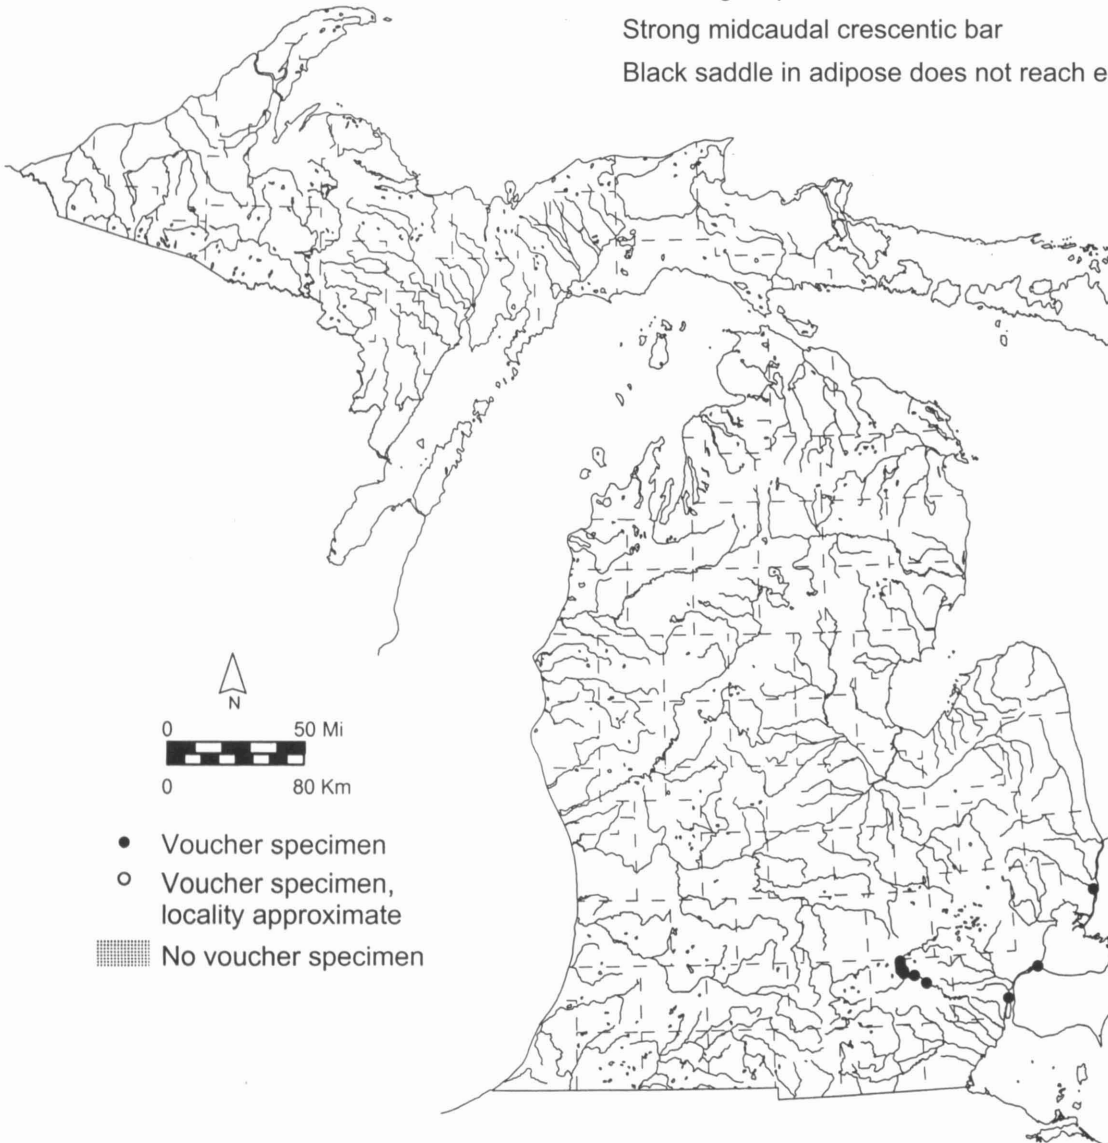 Strong midcaudal crescentic bar
Black saddle in adipose does not reach
N
0 50 Mi
0 80 Km
Voucher specimen
Voucher specimen,
locality approximate
No voucher specimen